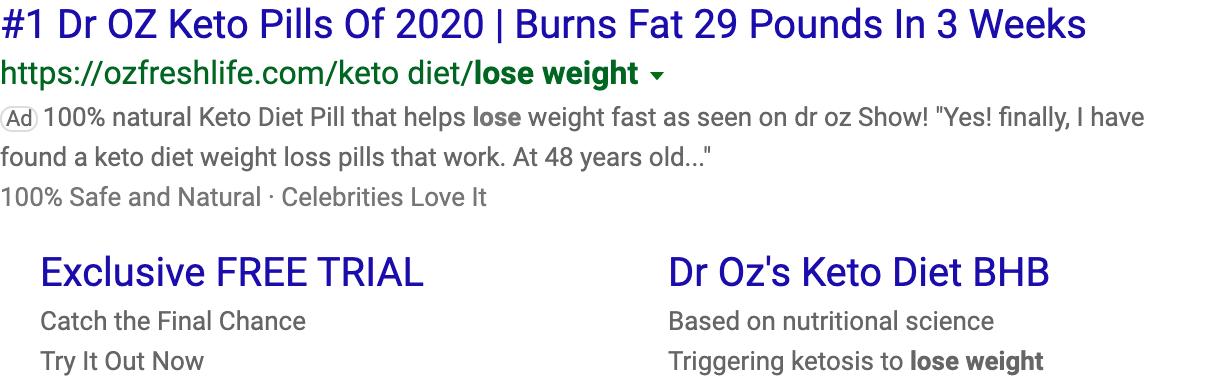 #1 Dr OZ Keto Pills Of 2020 | Burns Fat 29 Pounds In 3 Weeks
https://ozfreshlife.com/keto diet/lose weight
Ad 100% natural Keto Diet Pill that helps lose weight fast as seen on dr oz Show! "Yes! finally, I have
found a keto diet weight loss pills that work. At 48 years old..."
100% Safe and Natural · Celebrities Love It
Exclusive FREE TRIAL
Catch the Final Chance
Try It Out Now
Dr Oz's Keto Diet BHB
Based on nutritional science
Triggering ketosis to lose weight